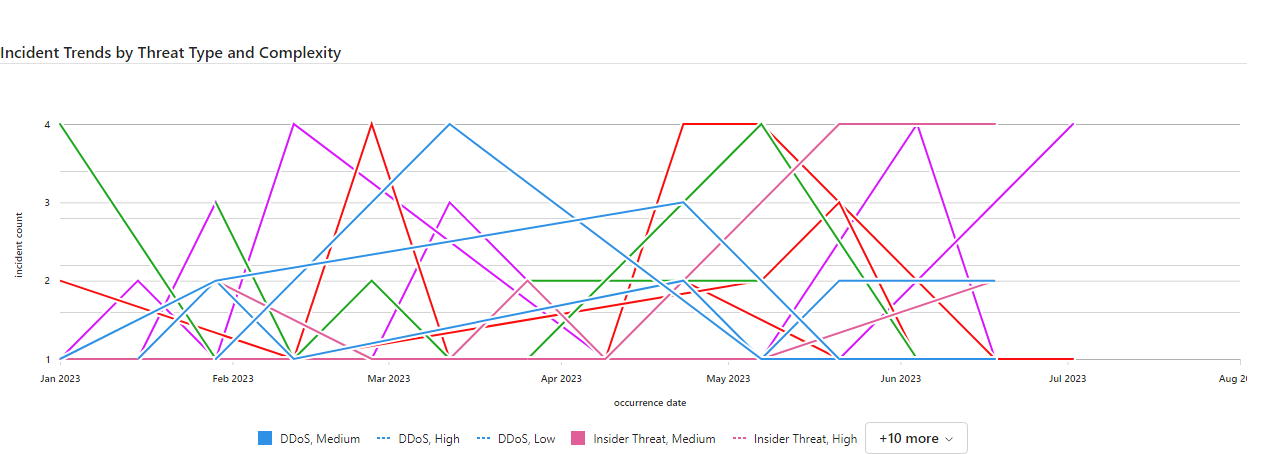 Incident Trends by Threat Type and Complexity
4
3
2
1
incident count
Jan 2023 Feb 2023 Mar 2023 Apr 2023 May 2023 Jun 2023 Jul 2023 Aug
occurrence date
DDoS, Medium DDoS, High DDoS, Low Insider Threat, Medium Insider Threat, High +10 more